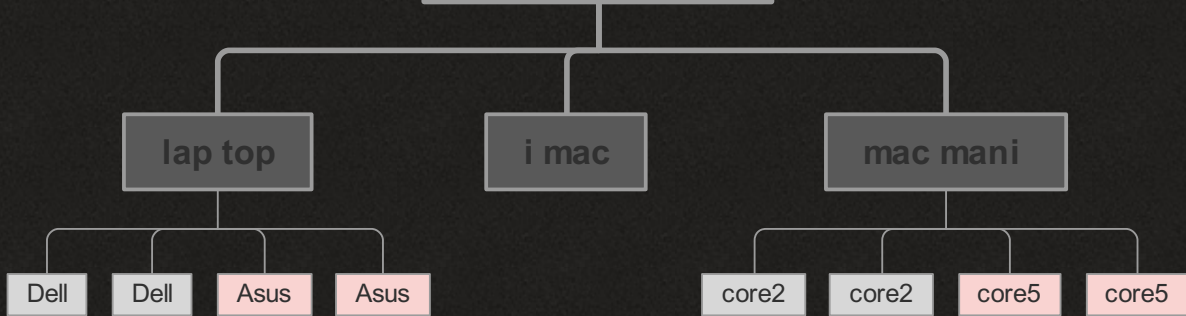 lap top
i mac
mac mani
Dell
Dell
Asus
Asus
core2
core2
core5
core5